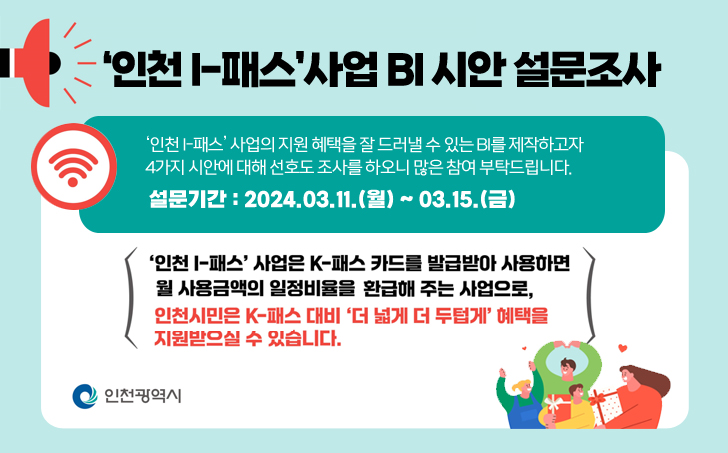 ‘인천 I-패스’사업 BI 시안 설문조사
‘인천 I-패스’ 사업의 지원 혜택을 잘 드러낼 수 있는 BI를 제작하고자
4가지 시안에 대해 선호도 조사를 하오니 많은 참여 부탁드립니다.
설문기간 : 2024.03.11.(월) ~ 03.15.(금)
‘인천 I-패스’ 사업은 K-패스 카드를 발급받아 사용하면
월 사용금액의 일정비율을 환급해 주는 사업으로,
인천시민은 K-패스 대비 ‘더 넓게 더 두텁게’ 혜택을
지원받으실 수 있습니다.
인천광역시